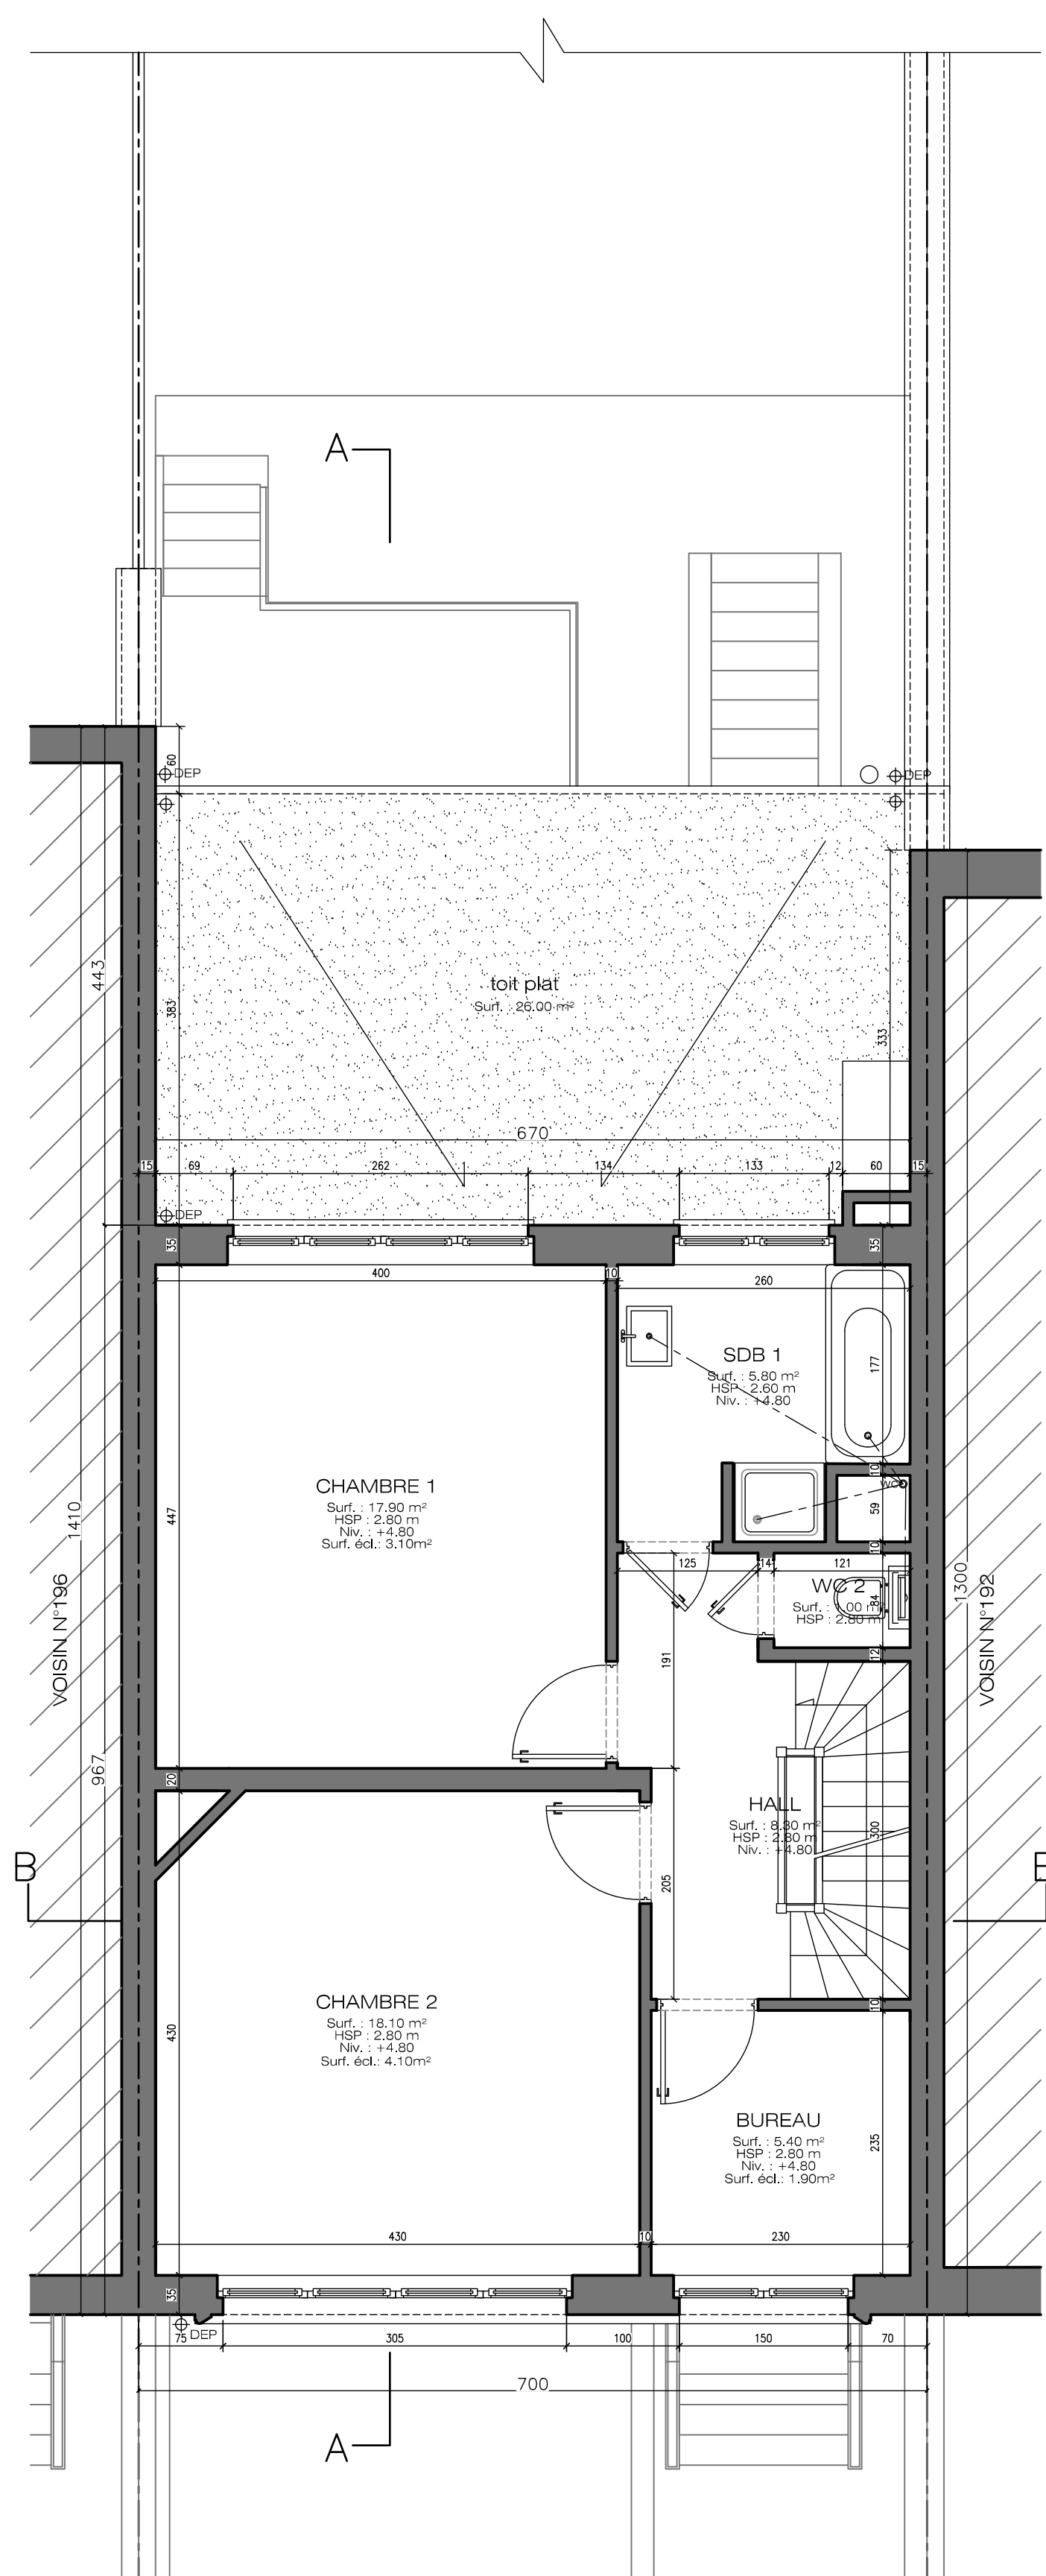 A
60
DEP
DEP
443
383
toit plat
Surf. : 26.00 m²
333
670
15
69
262
134
133
12
60
15
DEP
35
35
400
10
260
SDB 1
Surf. : 5.80 m²
HSP : 2.60 m
Niv. : +4.80
177
CHAMBRE 1
Surf. : 17.90 m²
HSP : 2.80 m
Niv. : +4.80
Surf. écl.: 3.10m²
447
10
WC
59
10
1410
VOISIN N°196
125
14
121
WC 2
Surf. : 1.00 m²
HSP : 2.80 m
84
12
1300
VOISIN N°192
191
967
20
HALL
Surf. : 8.30 m²
HSP : 2.80 m
Niv. : +4.80
300
B
205
CHAMBRE 2
Surf. : 18.10 m²
HSP : 2.80 m
Niv. : +4.80
Surf. écl.: 4.10m²
430
10
BUREAU
Surf. : 5.40 m²
HSP : 2.80 m
Niv. : +4.80
Surf. écl.: 1.90m²
235
430
10
230
35
DEP
75
305
100
150
70
700
A